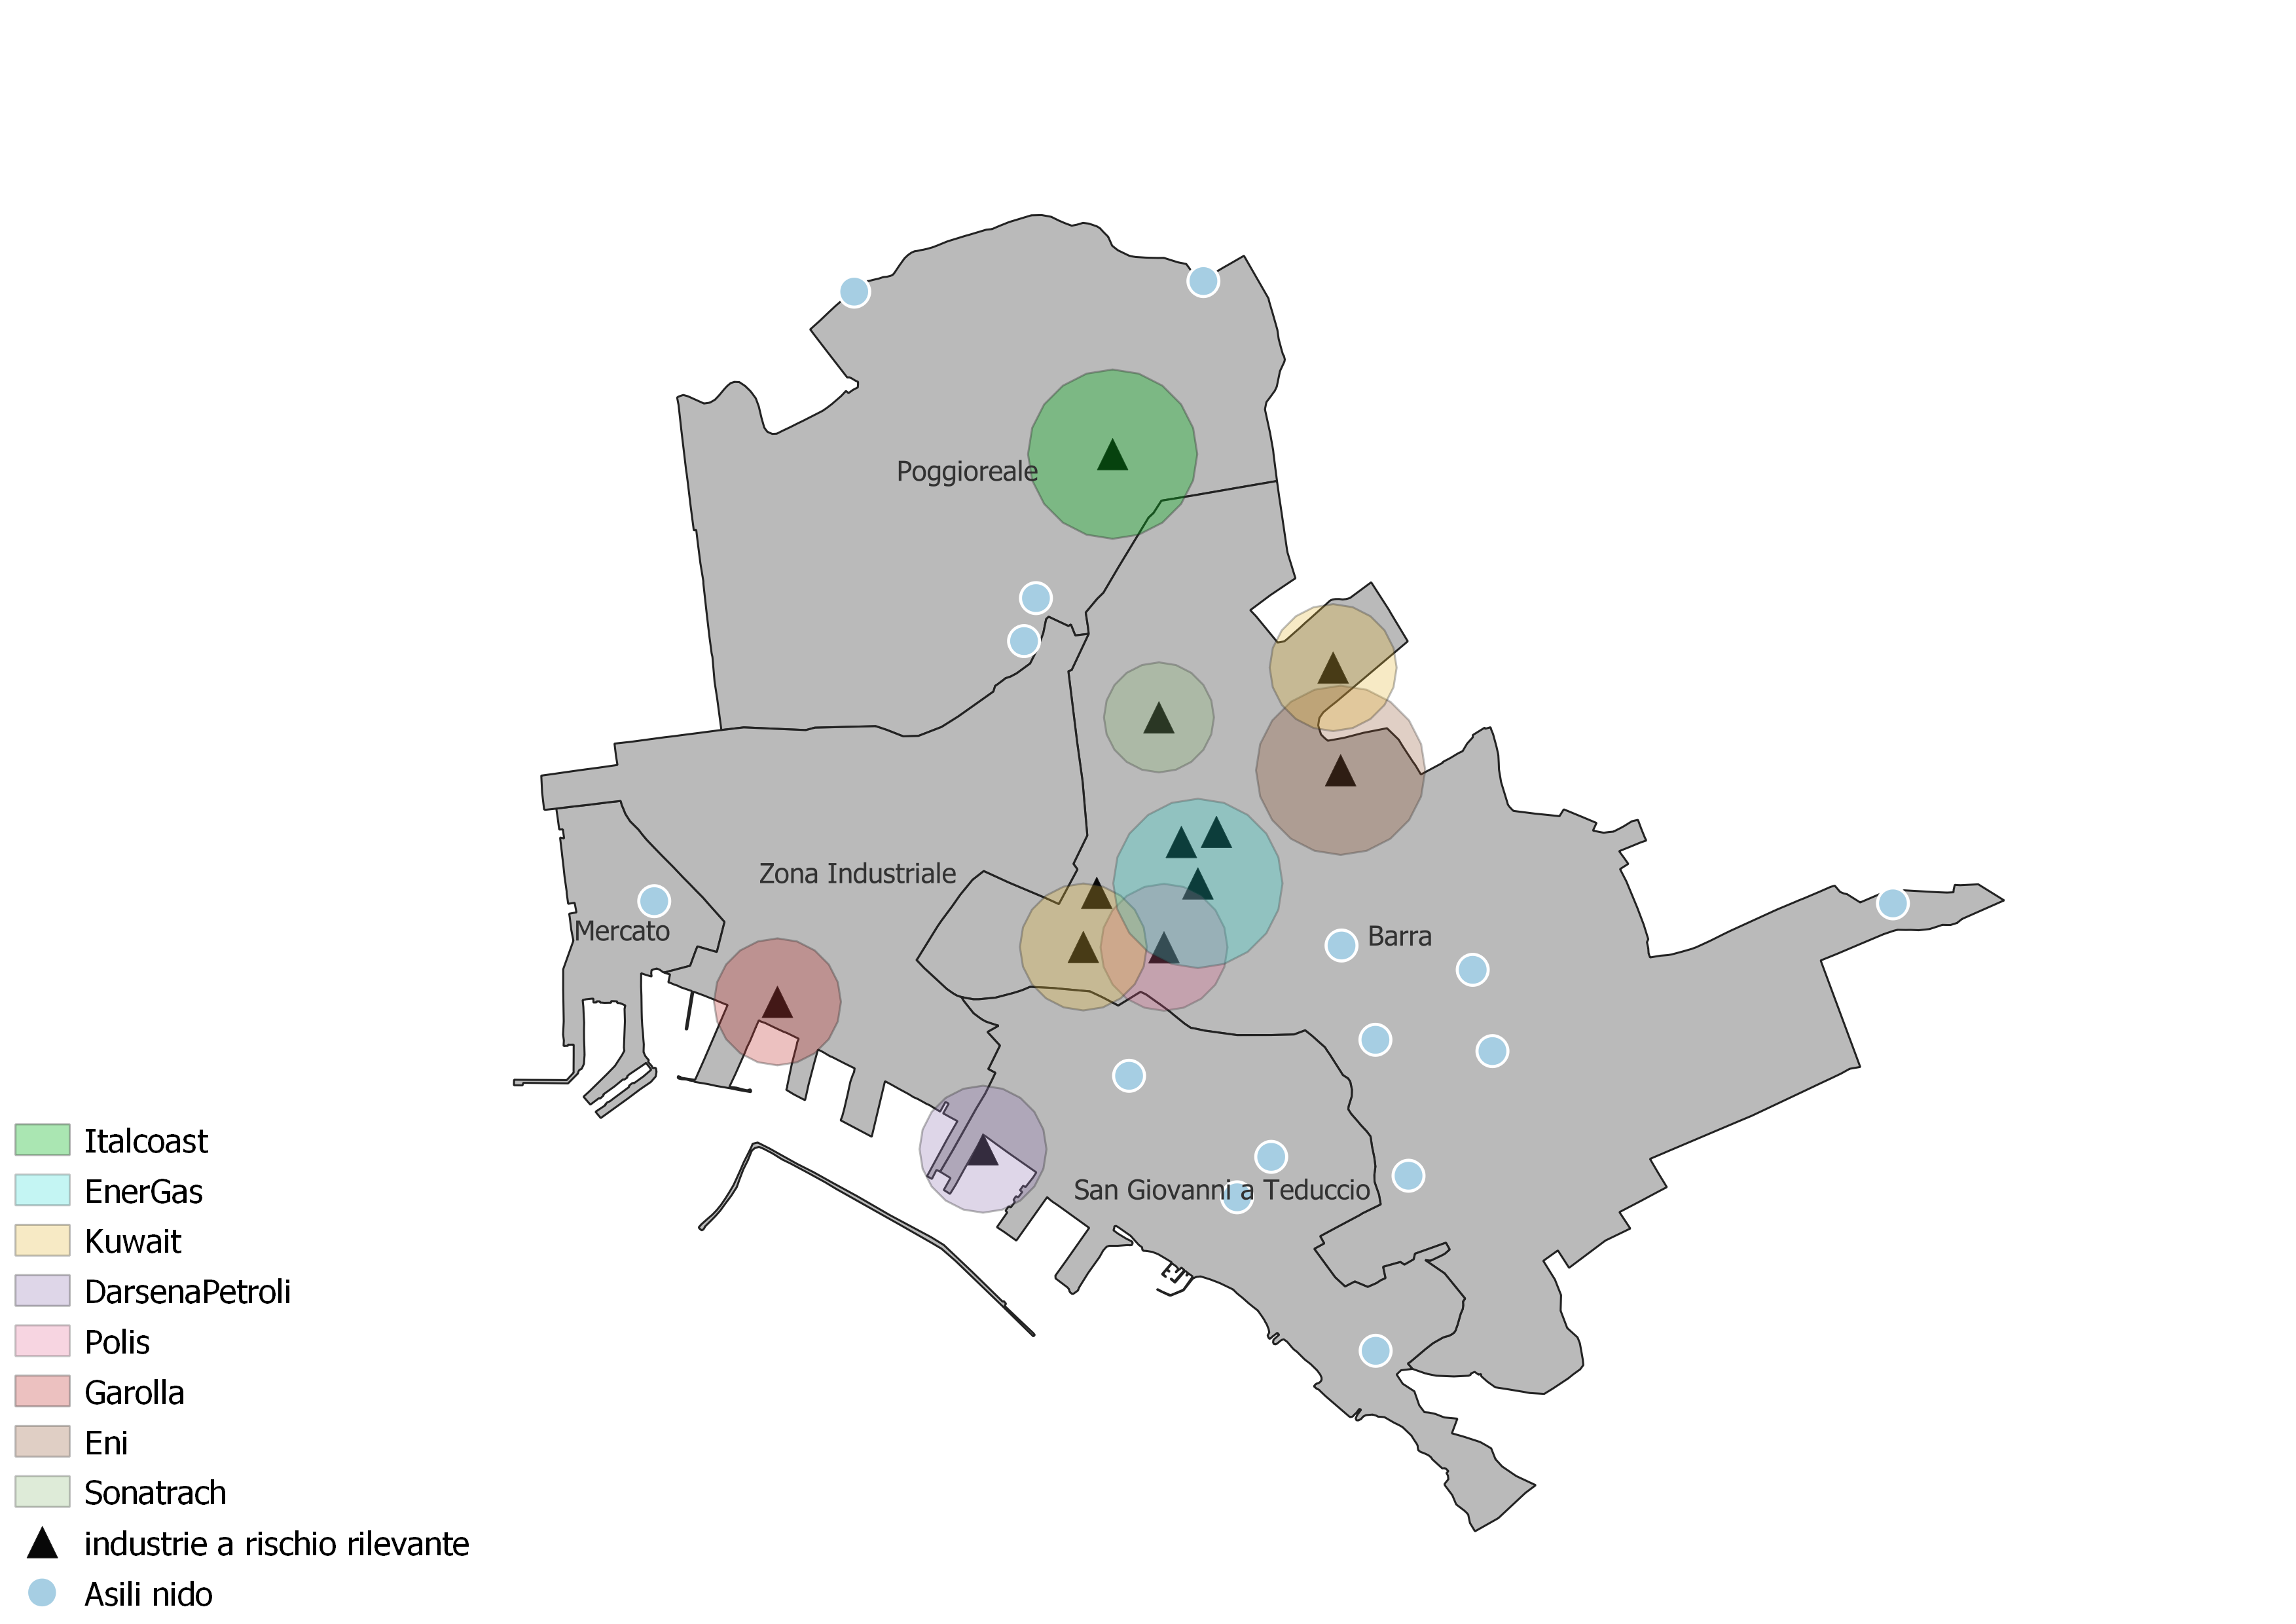 Poggioreale
Zona Industriale
Mercato
Barra
San Giovanni a Teduccio
Italcoast
EnerGas
Kuwait
DarsenaPetroli
Polis
Garolla
Eni
Sonatrach
industrie a rischio rilevante
Asili nido